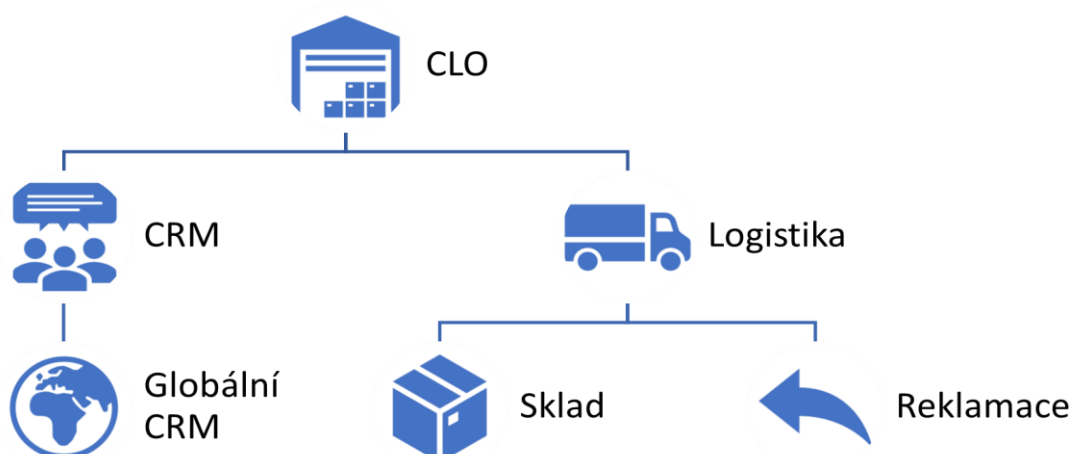 CLO
CRM
Logistika
Globální
CRM
Sklad
Reklamace